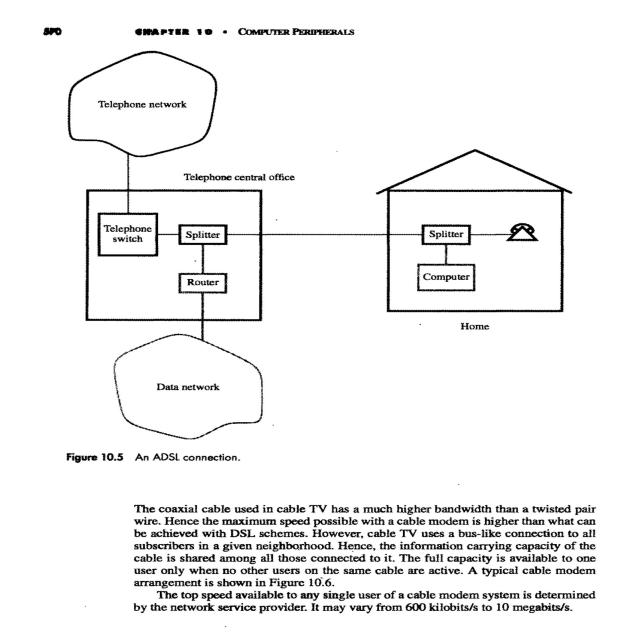 570 CHAPTER 10 • COMPUTER PERIPHERALS
Telephone network
Telephone central office
Telephone
switch
Splitter
Splitter
Router
Computer
Home
Data network
Figure 10.5 An ADSL connection.
The coaxial cable used in cable TV has a much higher bandwidth than a twisted pair
wire. Hence the maximum speed possible with a cable modem is higher than what can
be achieved with DSL schemes. However, cable TV uses a bus-like connection to all
subscribers in a given neighborhood. Hence, the information carrying capacity of the
cable is shared among all those connected to it. The full capacity is available to one
user only when no other users on the same cable are active. A typical cable modem
arrangement is shown in Figure 10.6.
The top speed available to any single user of a cable modem system is determined
by the network service provider. It may vary from 600 kilobits/s to 10 megabits/s.